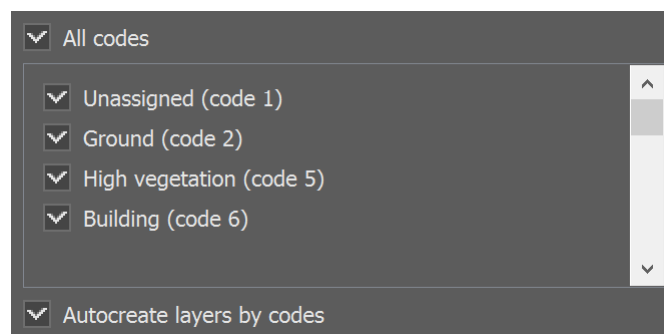 All codes
Unassigned (code 1)
Ground (code 2)
High vegetation (code 5)
Building (code 6)
Autocreate layers by codes